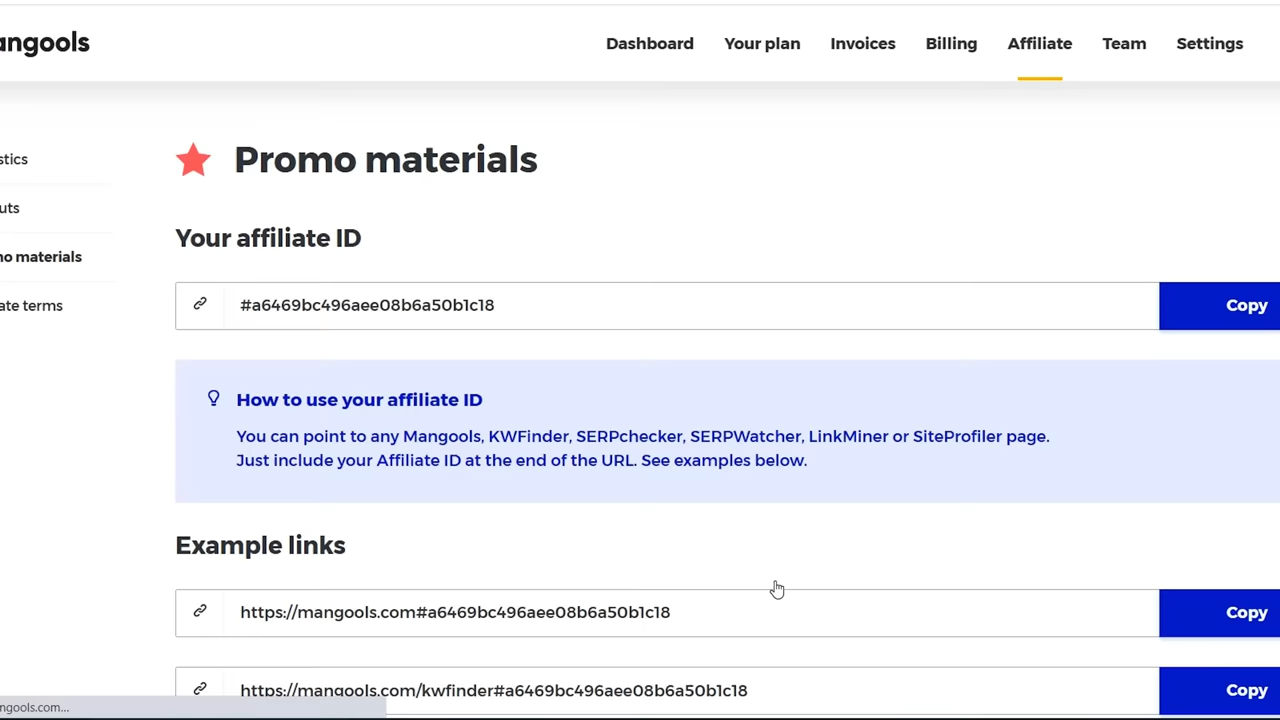 angools
Dashboard
Your plan
Invoices
Billing
Affiliate
Team
Settings
stics
uts
mo materials
ate terms
Promo materials
Your affiliate ID
#a6469bc496aee08b6a50b1c18
Copy
How to use your affiliate ID
You can point to any Mangools, KWFinder, SERPchecker, SERPWatcher, LinkMiner or SiteProfiler page.
Just include your Affiliate ID at the end of the URL. See examples below.
Example links
https://mangools.com#a6469bc496aee08b6a50b1c18
Copy
https://mangools.com/kwfinder#a6469bc496aee08b6a50b1c18
Copy
ngools.com...